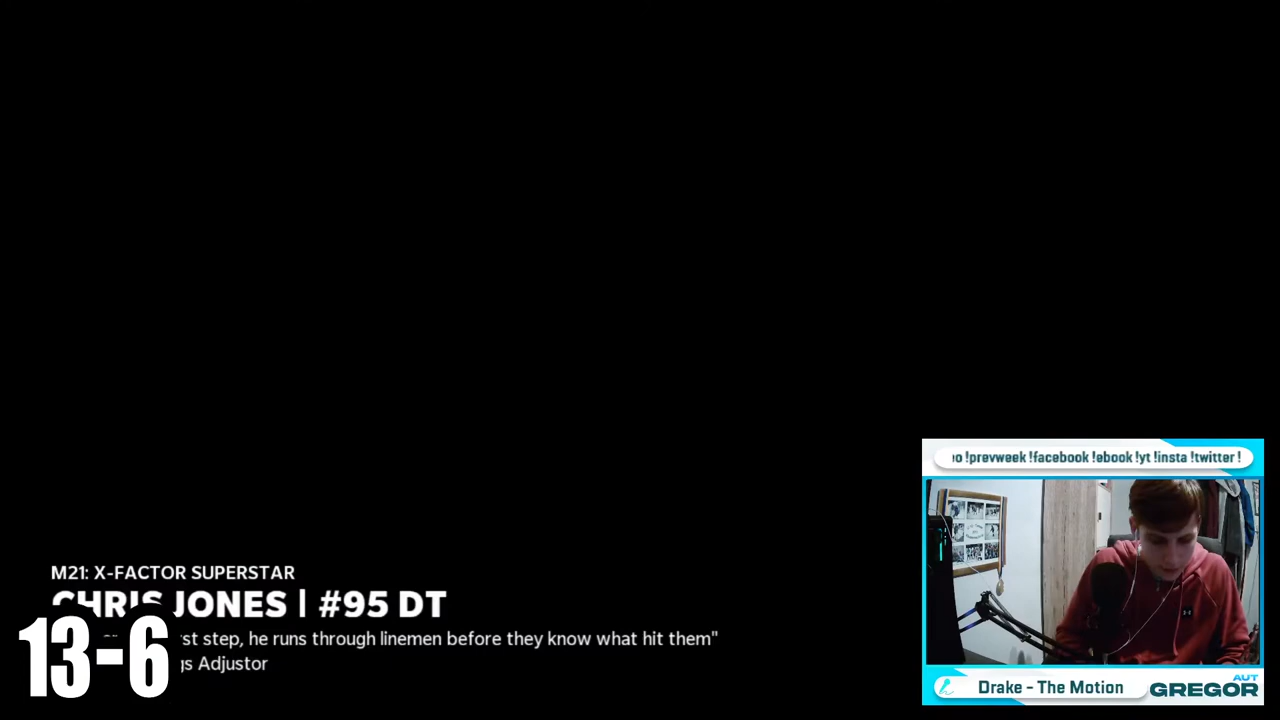 M21: X-FACTOR SUPERSTAR
CHRIS JONES | #95 DT
step, he runs through linemen before they know what hit them"
Adjustor
13-6
!prevweek !facebook !ebook !yt !insta !twitter !
Drake - The Motion
AUT
GREGOR